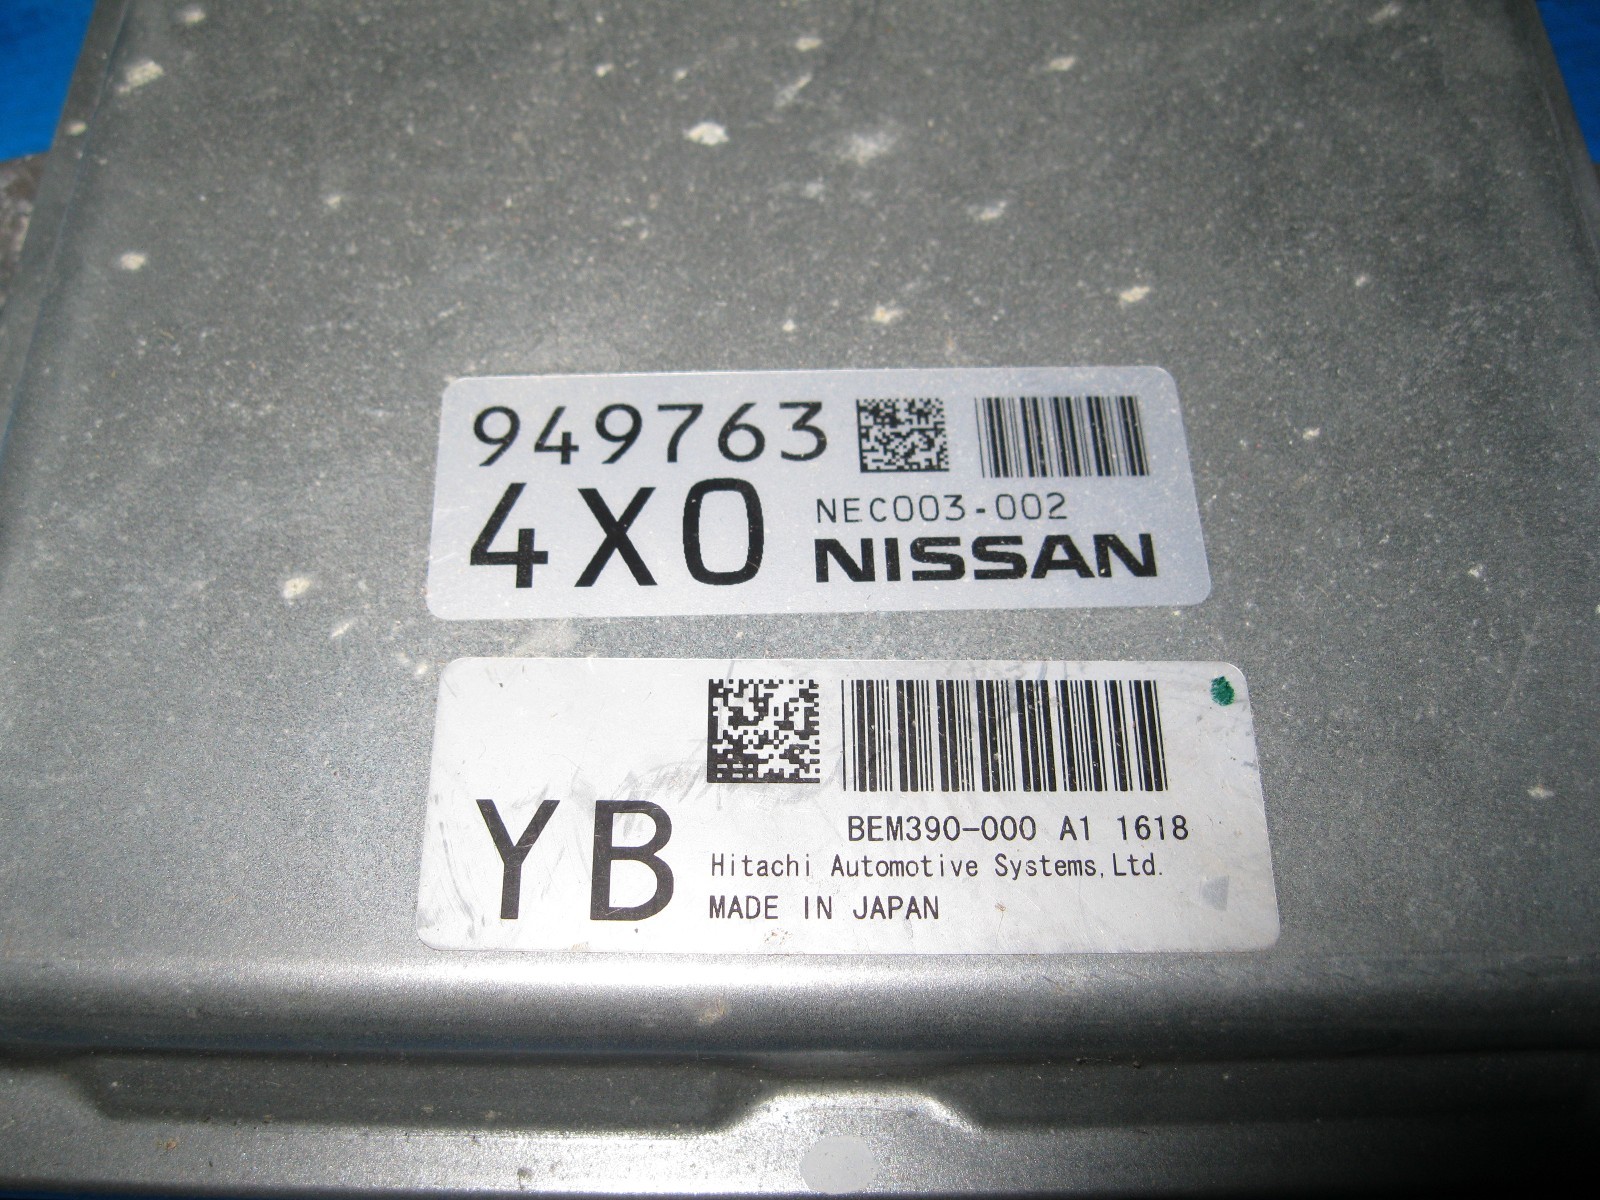 949763
4X0
NEC003-002
NISSAN
YB
BEM390-000 A1 1618
Hitachi Automotive Systems,Ltd.
MADE IN JAPAN